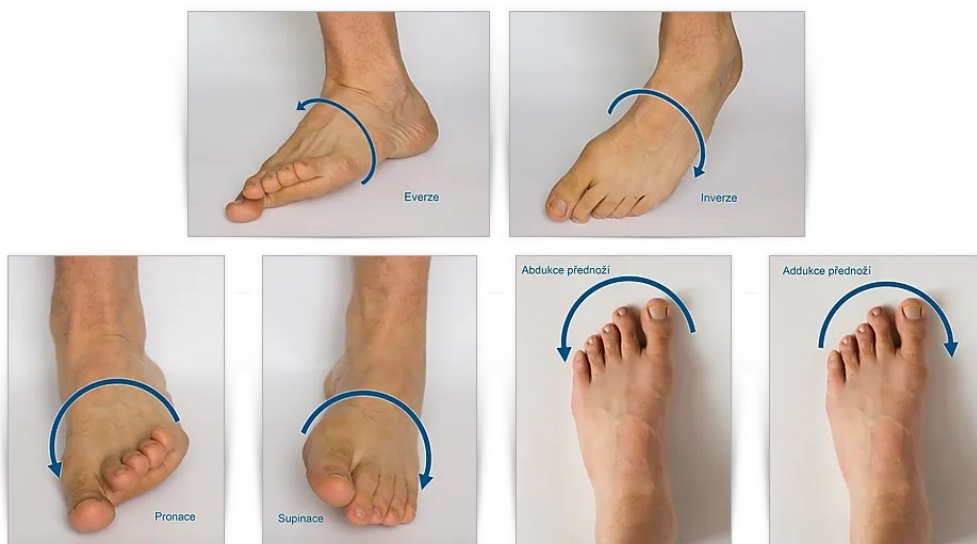 Everze
Inverze
Pronace
Supinace
Abdukce přednoží
Addukce přednoží